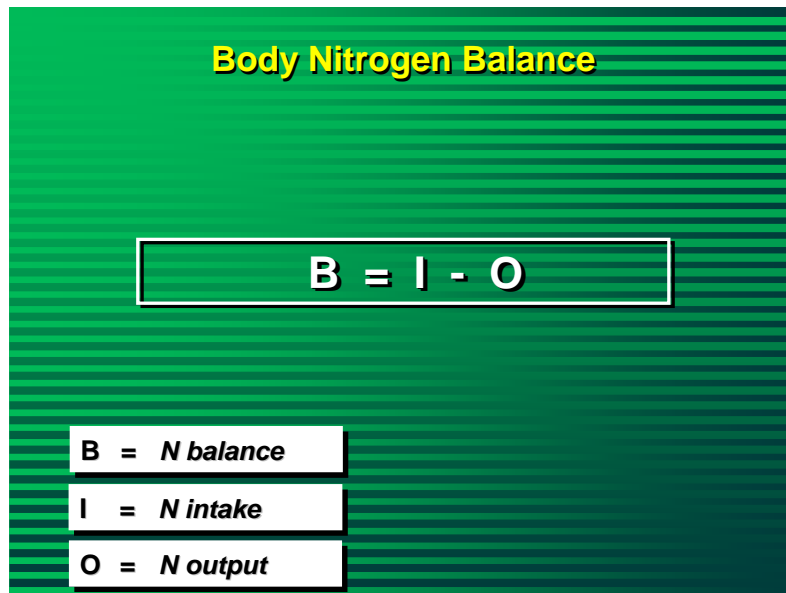 Body Nitrogen Balance
B = I - O
B = N balance
I = N intake
O = N output